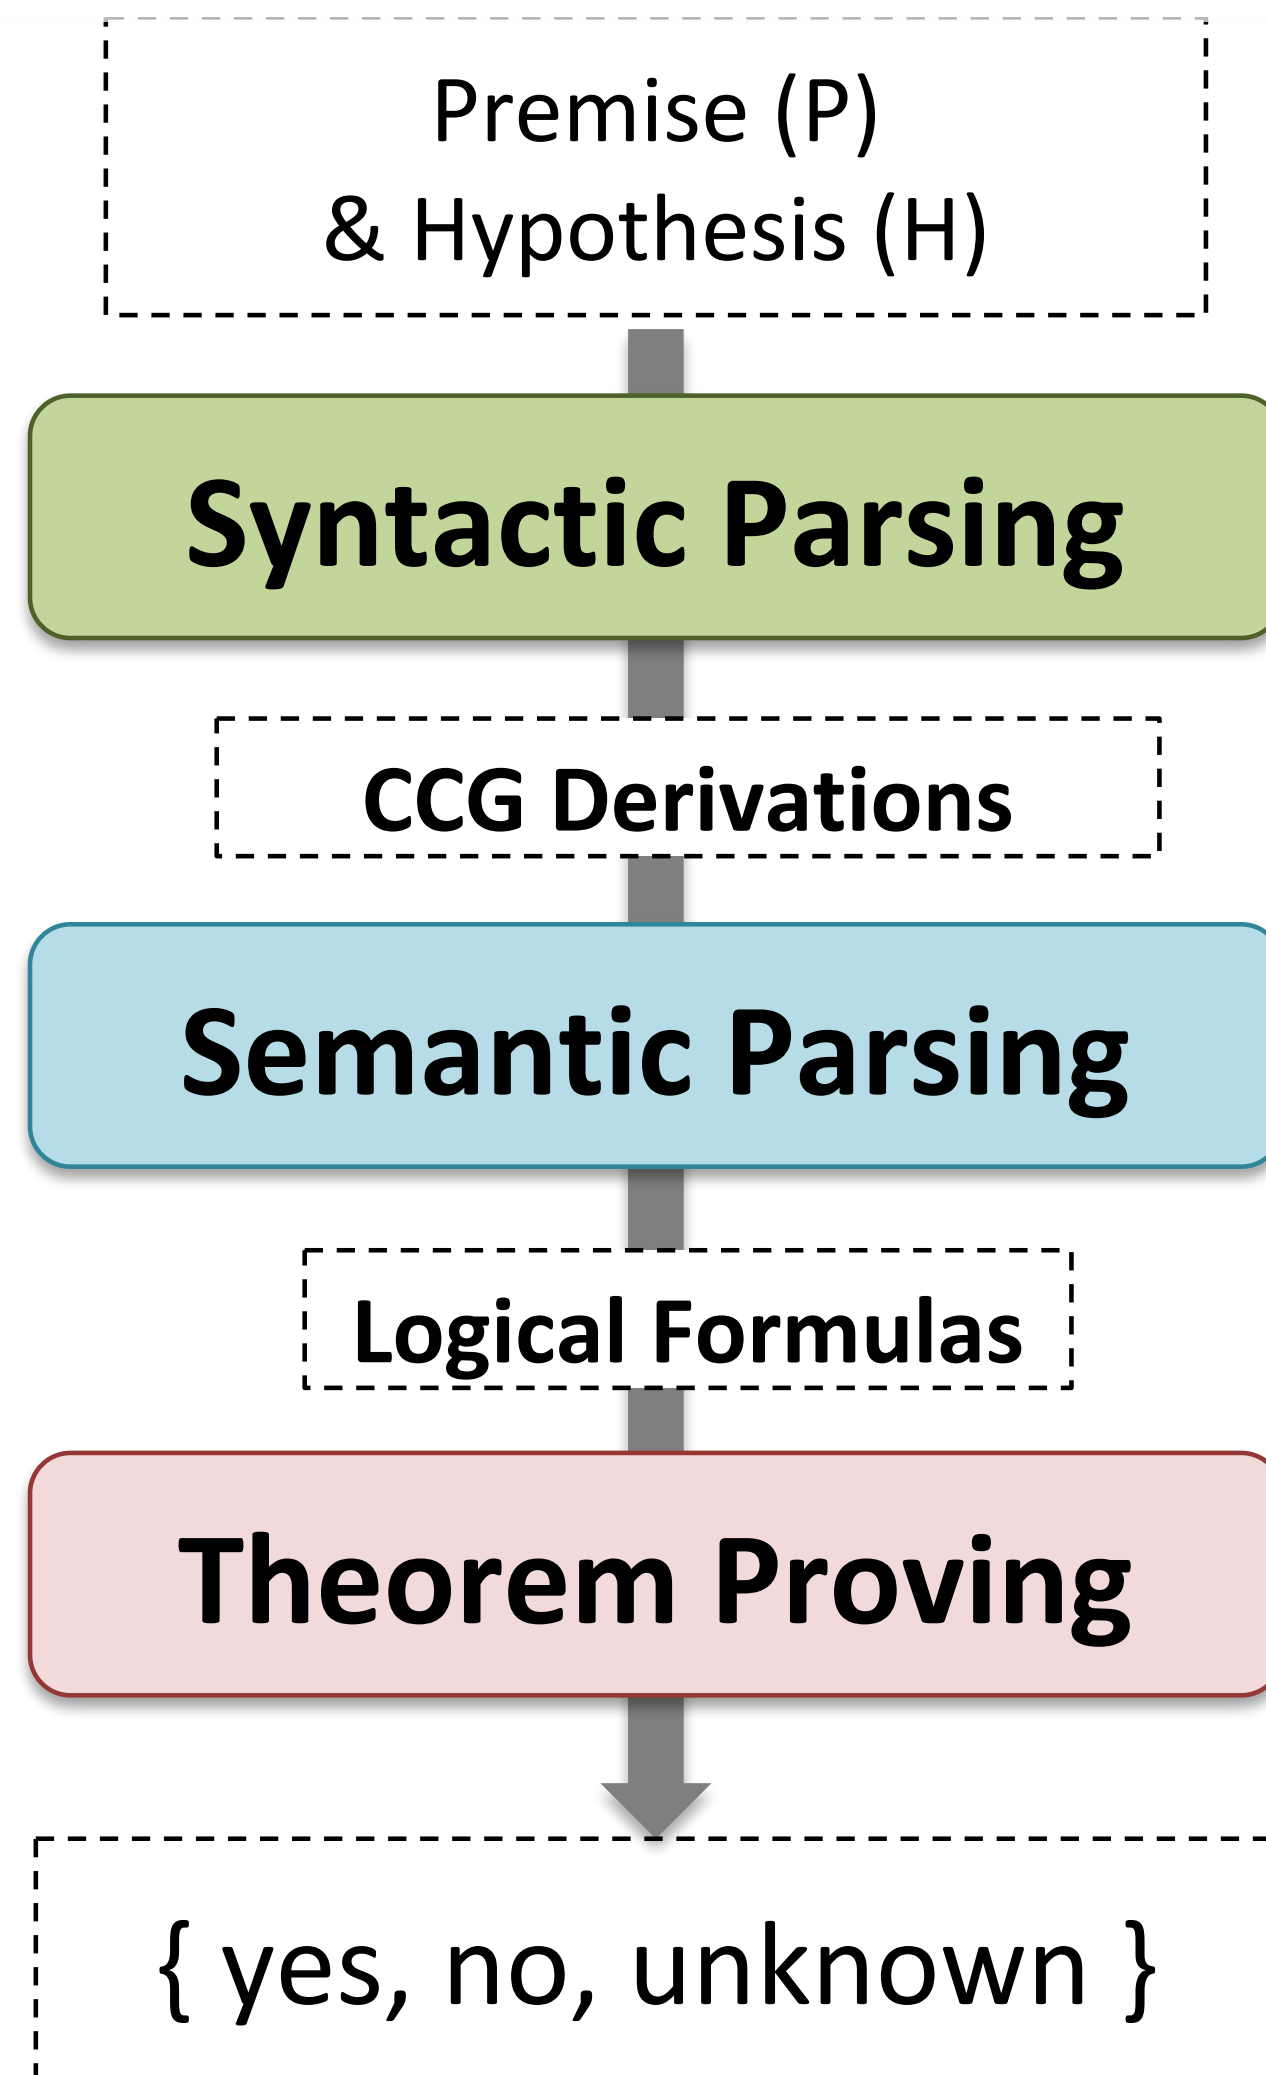 Premise (P)
& Hypothesis (H)
Syntactic Parsing
CCG Derivations
Semantic Parsing
Logical Formulas
Theorem Proving
{ yes, no, unknown }